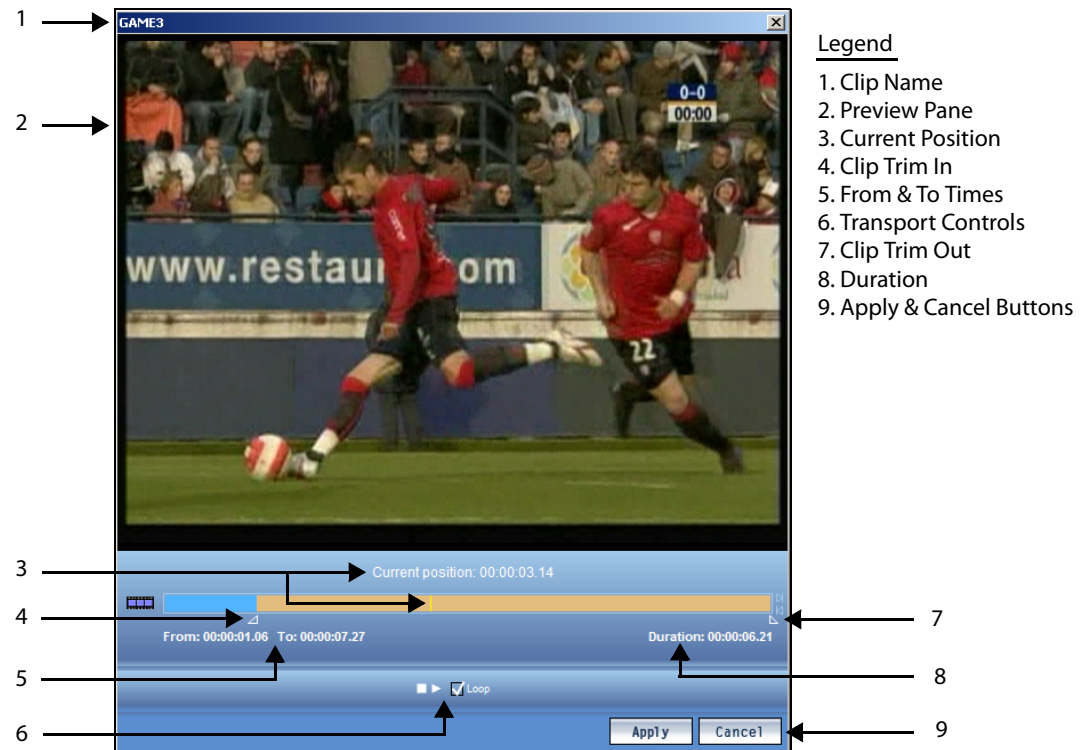 1
GAME3
2
0-0
00:00
www.restau
om
22
3
Current position: 00:00:03.14
4
7
From: 00:00:01.06 To: 00:00:07.27
Duration: 00:00:06.21
5
8
Loop
6
Apply
Cancel
9
Legend
1. Clip Name
2. Preview Pane
3. Current Position
4. Clip Trim In
5. From & To Times
6. Transport Controls
7. Clip Trim Out
8. Duration
9. Apply & Cancel Buttons